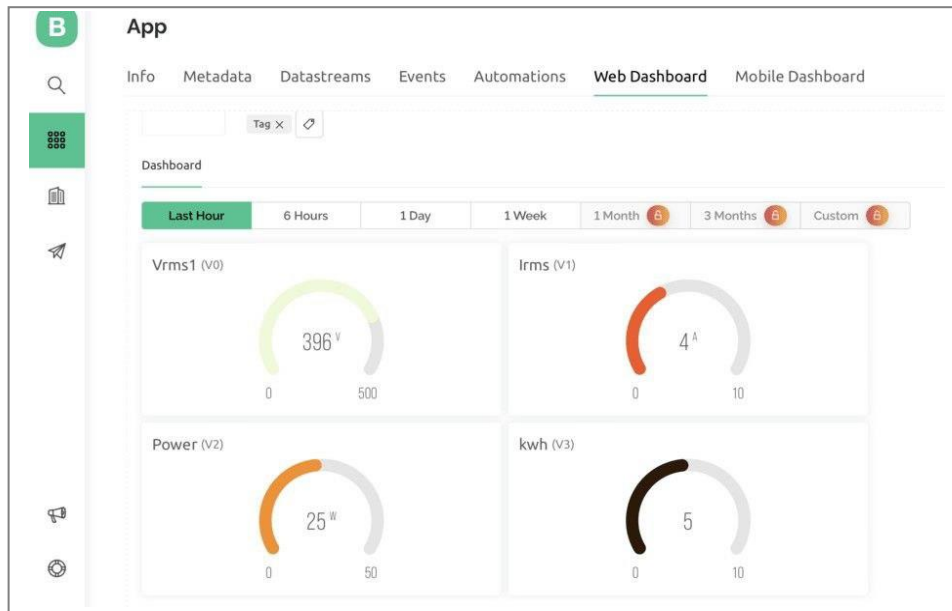 B
App
Info Metadata Datastreams Events Automations Web Dashboard Mobile Dashboard
Tag ×
Dashboard
Last Hour 6 Hours 1 Day 1 Week 1 Month 3 Months Custom
Vrms1 (V0) Irms (V1)
396 V 4 A
0 500 0 10
Power (V2) kwh (V3)
25 W 5
0 50 0 10